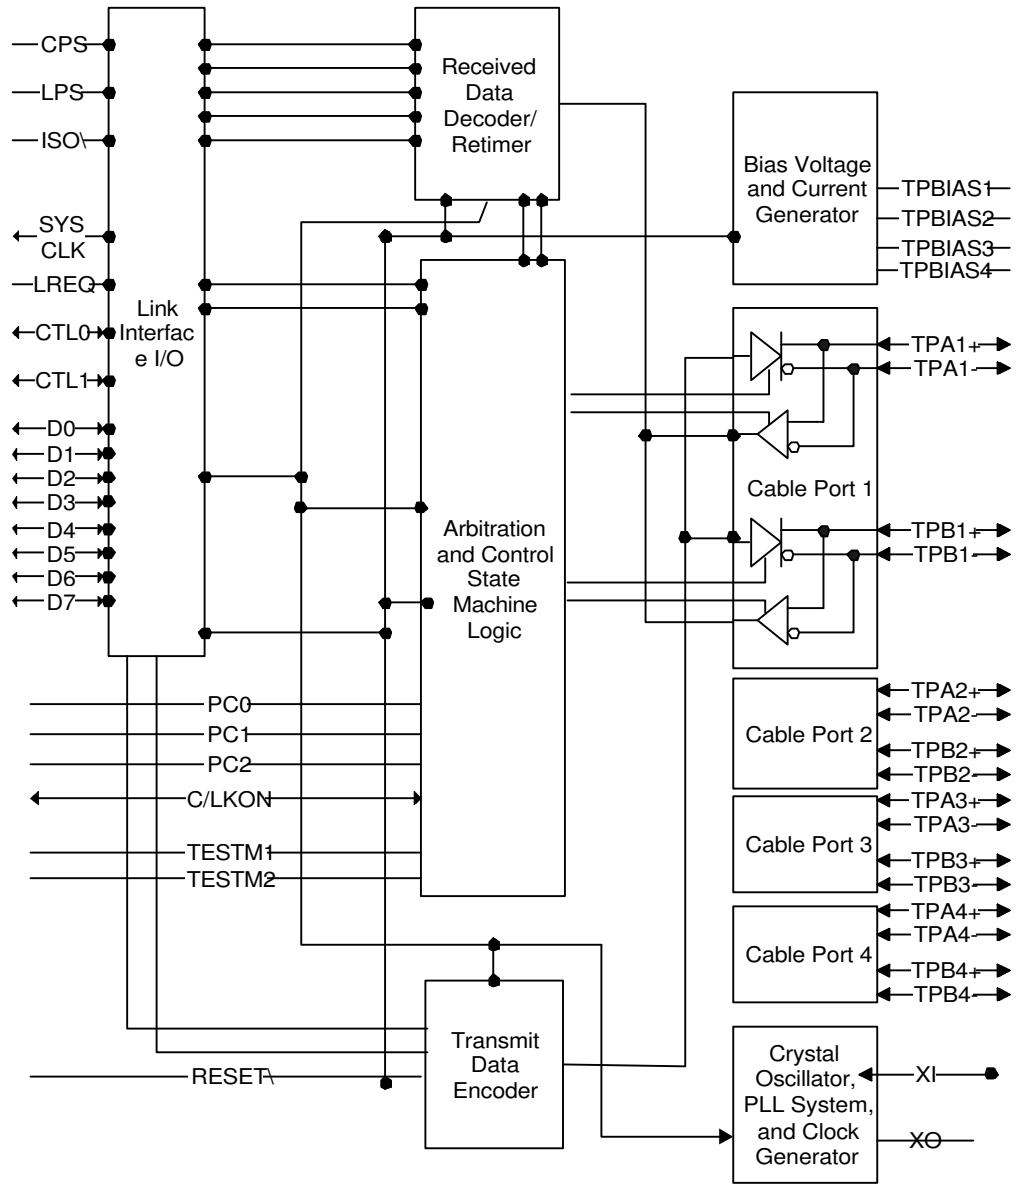 CPS
LPS
ISO\
SYS
CLK
LREQ
CTL0
CTL1
D0
D1
D2
D3
D4
D5
D6
D7
Link
Interfac
e I/O
Received
Data
Decoder/
Retimer
Bias Voltage
and Current
Generator
TPBIAS1
TPBIAS2
TPBIAS3
TPBIAS4
TPA1+
TPA1-
Cable Port 1
TPB1+
TPB1-
Arbitration
and Control
State
Machine
Logic
PC0
PC1
PC2
C/LKON
TESTM1
TESTM2
Cable Port 2
TPA2+
TPA2-
TPB2+
TPB2-
Cable Port 3
TPA3+
TPA3-
TPB3+
TPB3-
Cable Port 4
TPA4+
TPA4-
TPB4+
TPB4-
RESET\
Transmit
Data
Encoder
Crystal
Oscillator,
PLL System,
and Clock
Generator
XI
XO